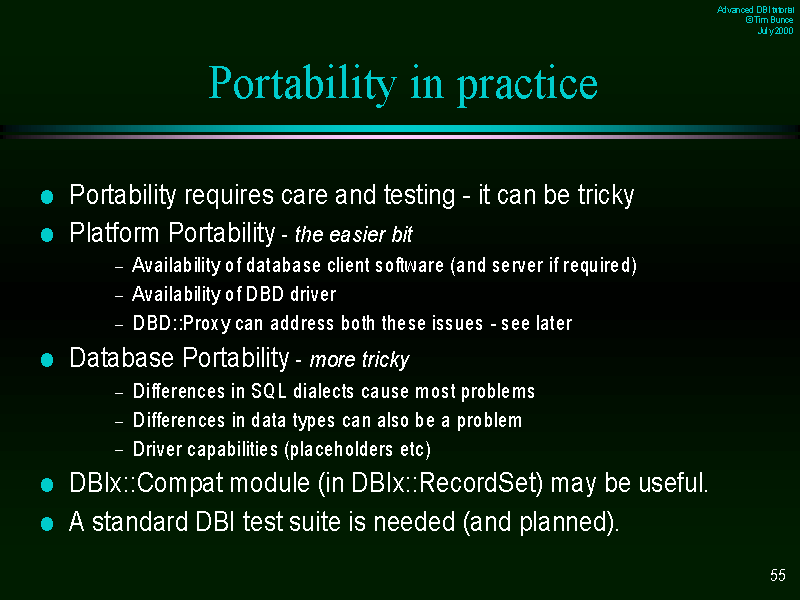 Advanced DBI tutorial
© Tim Bunce
July 2000
Portability in practice
● Portability requires care and testing - it can be tricky
● Platform Portability - the easier bit
– Availability of database client software (and server if required)
– Availability of DBD driver
– DBD::Proxy can address both these issues - see later
● Database Portability - more tricky
– Differences in SQL dialects cause most problems
– Differences in data types can also be a problem
– Driver capabilities (placeholders etc)
● DBIx::Compat module (in DBIx::RecordSet) may be useful.
● A standard DBI test suite is needed (and planned).
55